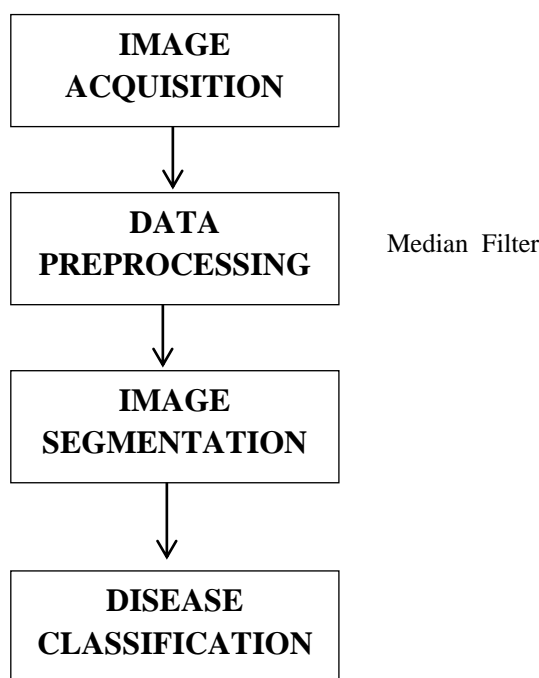 IMAGE
ACQUISITION
DATA
PREPROCESSING
Median Filter
IMAGE
SEGMENTATION
DISEASE
CLASSIFICATION